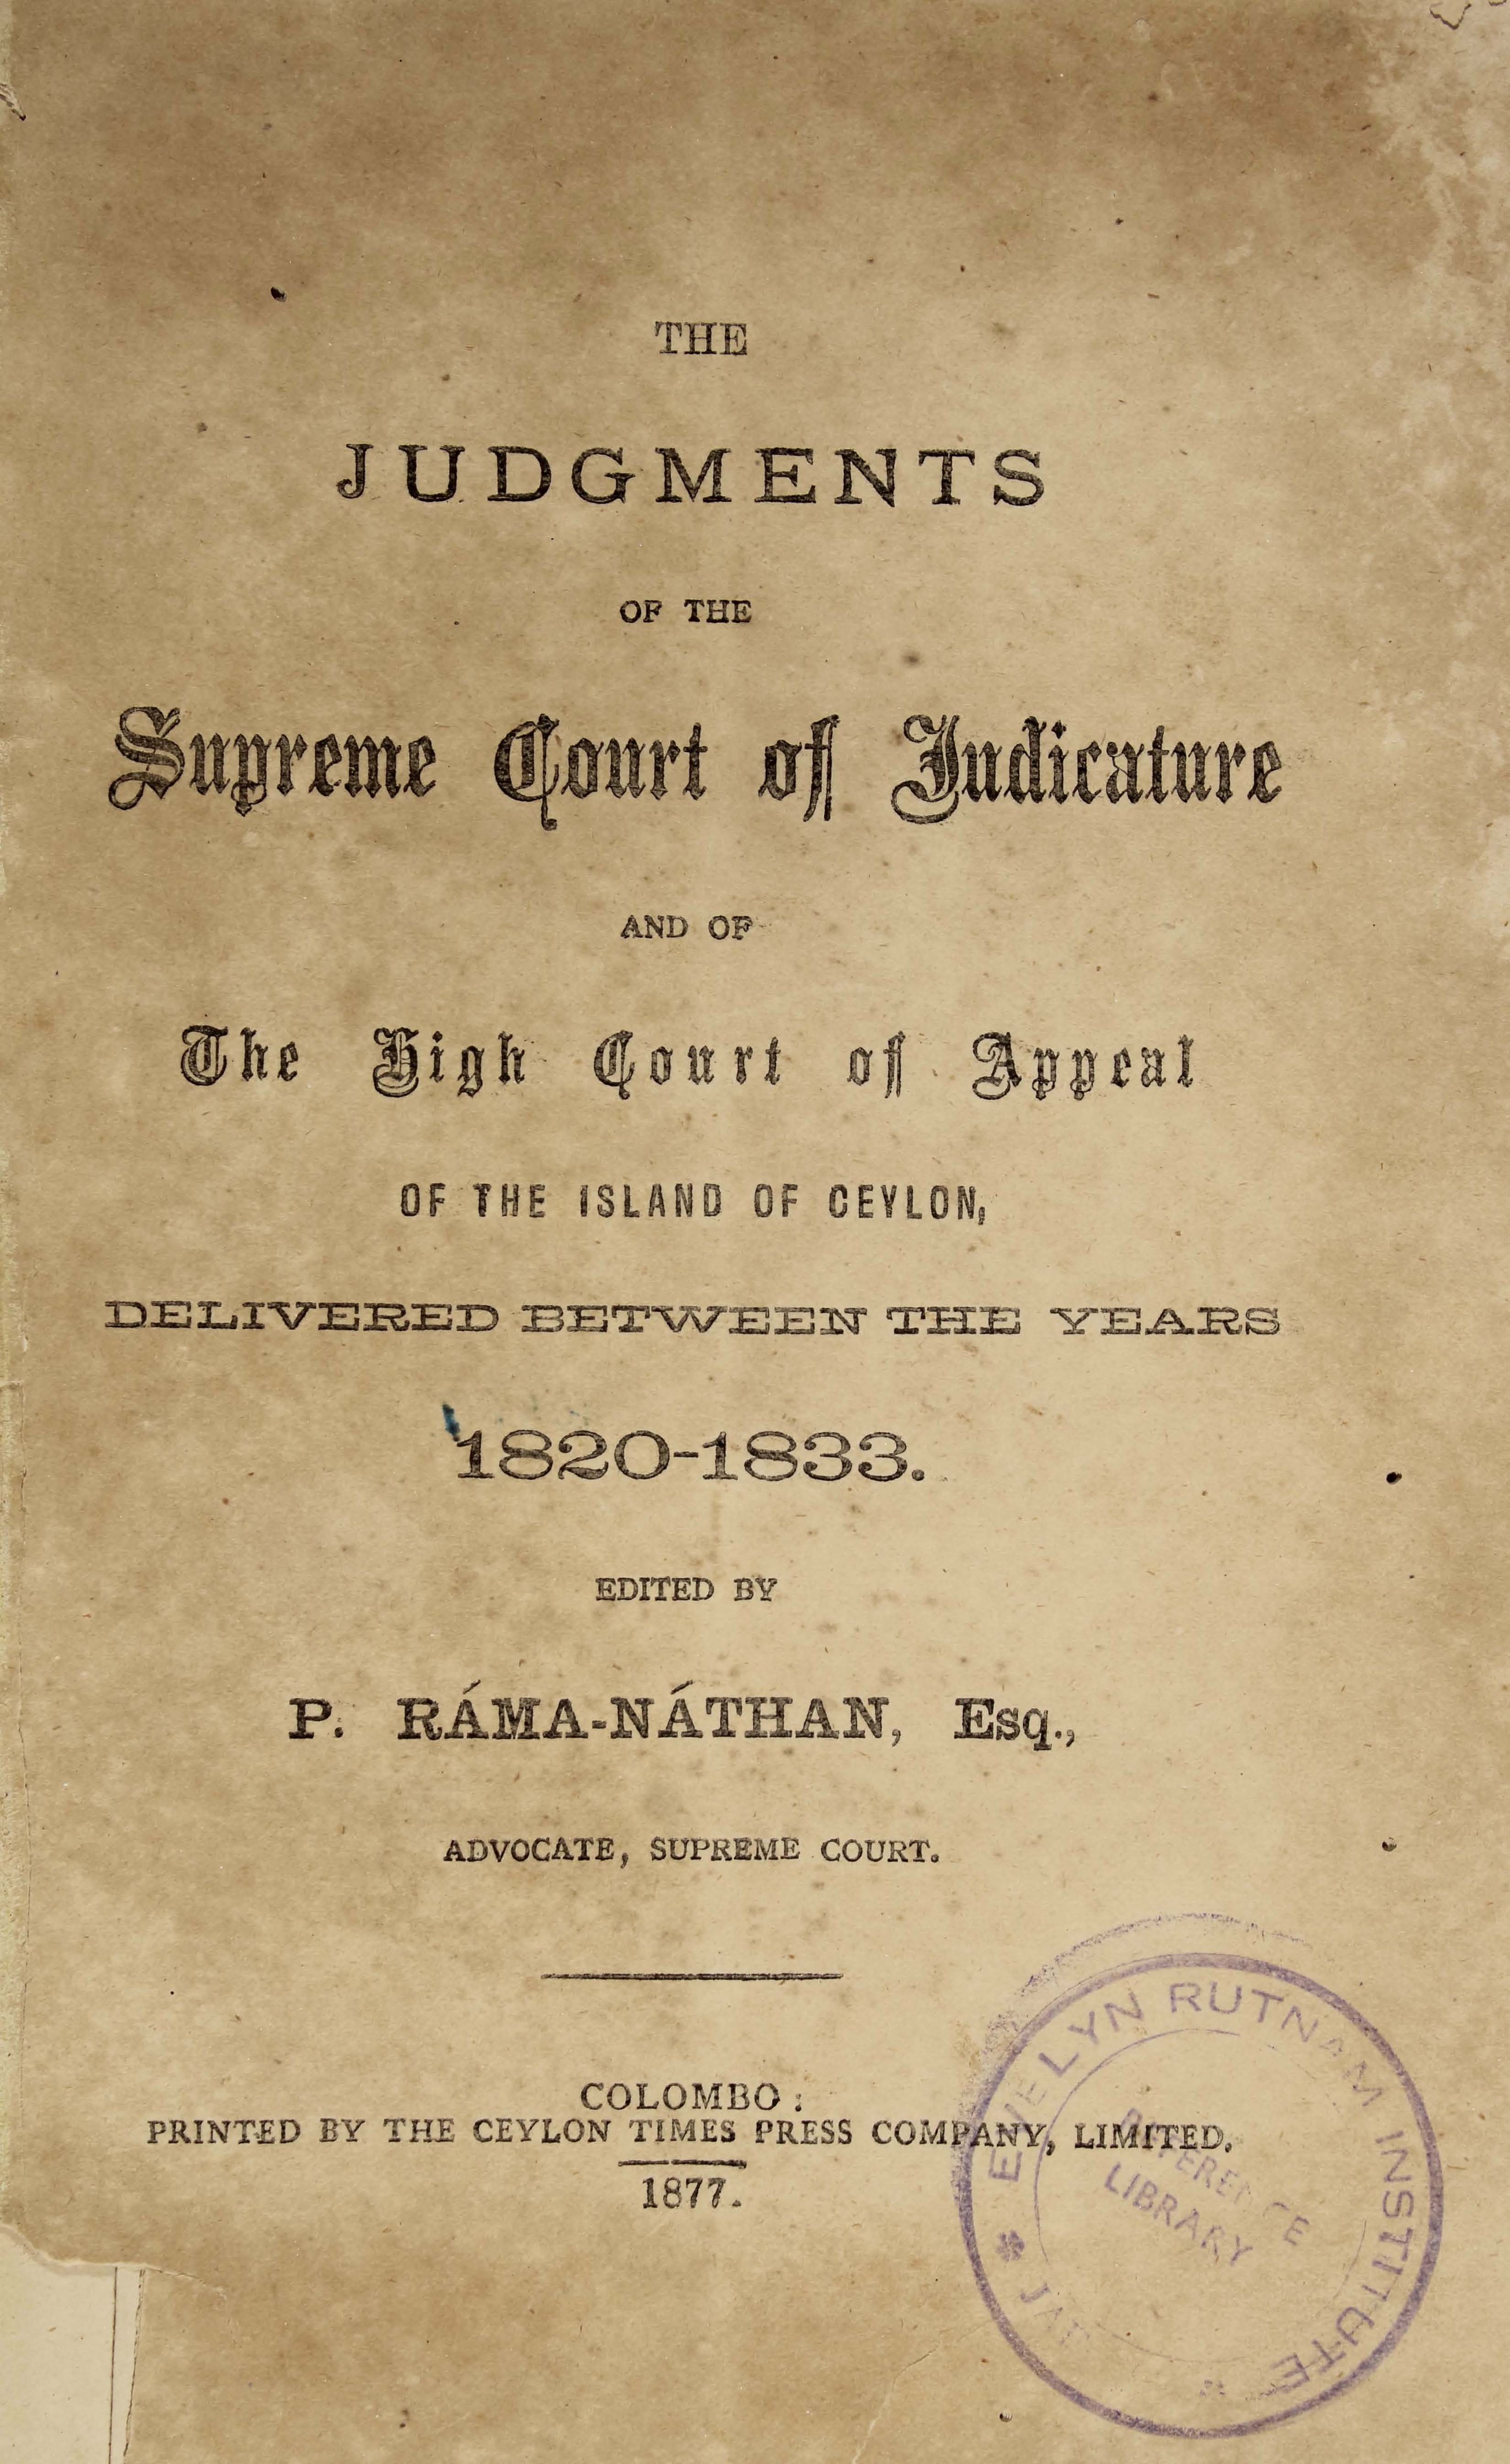 THE
JUDGMENTS
OF THE
Supreme Court of Judicature
AND OF
The High Court of Appeal
OF THE ISLAND OF CEYLON,
DELIVERED BETWEEN THE YEARS
1820-1833.
EDITED BY
P. RÁMA-NÁTHAN, Esq.,
ADVOCATE, SUPREME COURT.
COLOMBO:
PRINTED BY THE CEYLON TIMES PRESS COMPANY, LIMITED.
1877.
EVELYN RUTNAM INSTITUTE
REFERENCE
LIBRARY